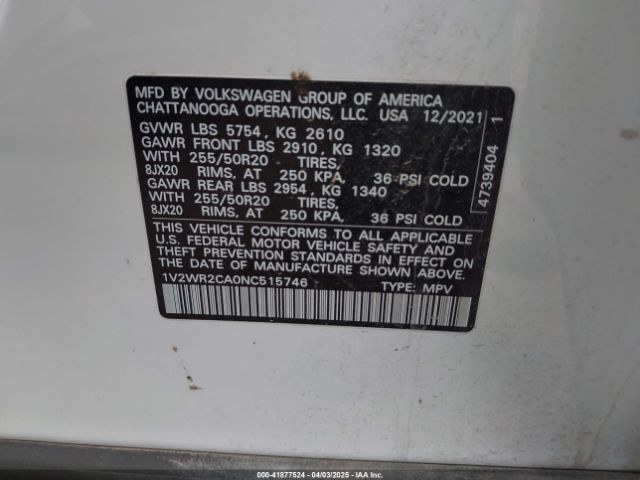 MFD BY VOLKSWAGEN GROUP OF AMERICA
CHATTANOOGA OPERATIONS, LLC. USA 12/2021
GVWR LBS 5754, KG 2610
GAWR FRONT LBS 2910, KG 1320
WITH 255/50R20 TIRES,
8JX20 RIMS, AT 250 KPA, 36 PSI COLD
GAWR REAR LBS 2954, KG 1340
WITH 255/50R20 TIRES,
8JX20 RIMS, AT 250 KPA, 36 PSI COLD
THIS VEHICLE CONFORMS TO ALL APPLICABLE
U.S. FEDERAL MOTOR VEHICLE SAFETY AND
THEFT PREVENTION STANDARDS IN EFFECT ON
THE DATE OF MANUFACTURE SHOWN ABOVE.
1V2WR2CA0NC515746 TYPE: MPV
4739404 1
000-41877524 - 04/03/2025 - IAA Inc.